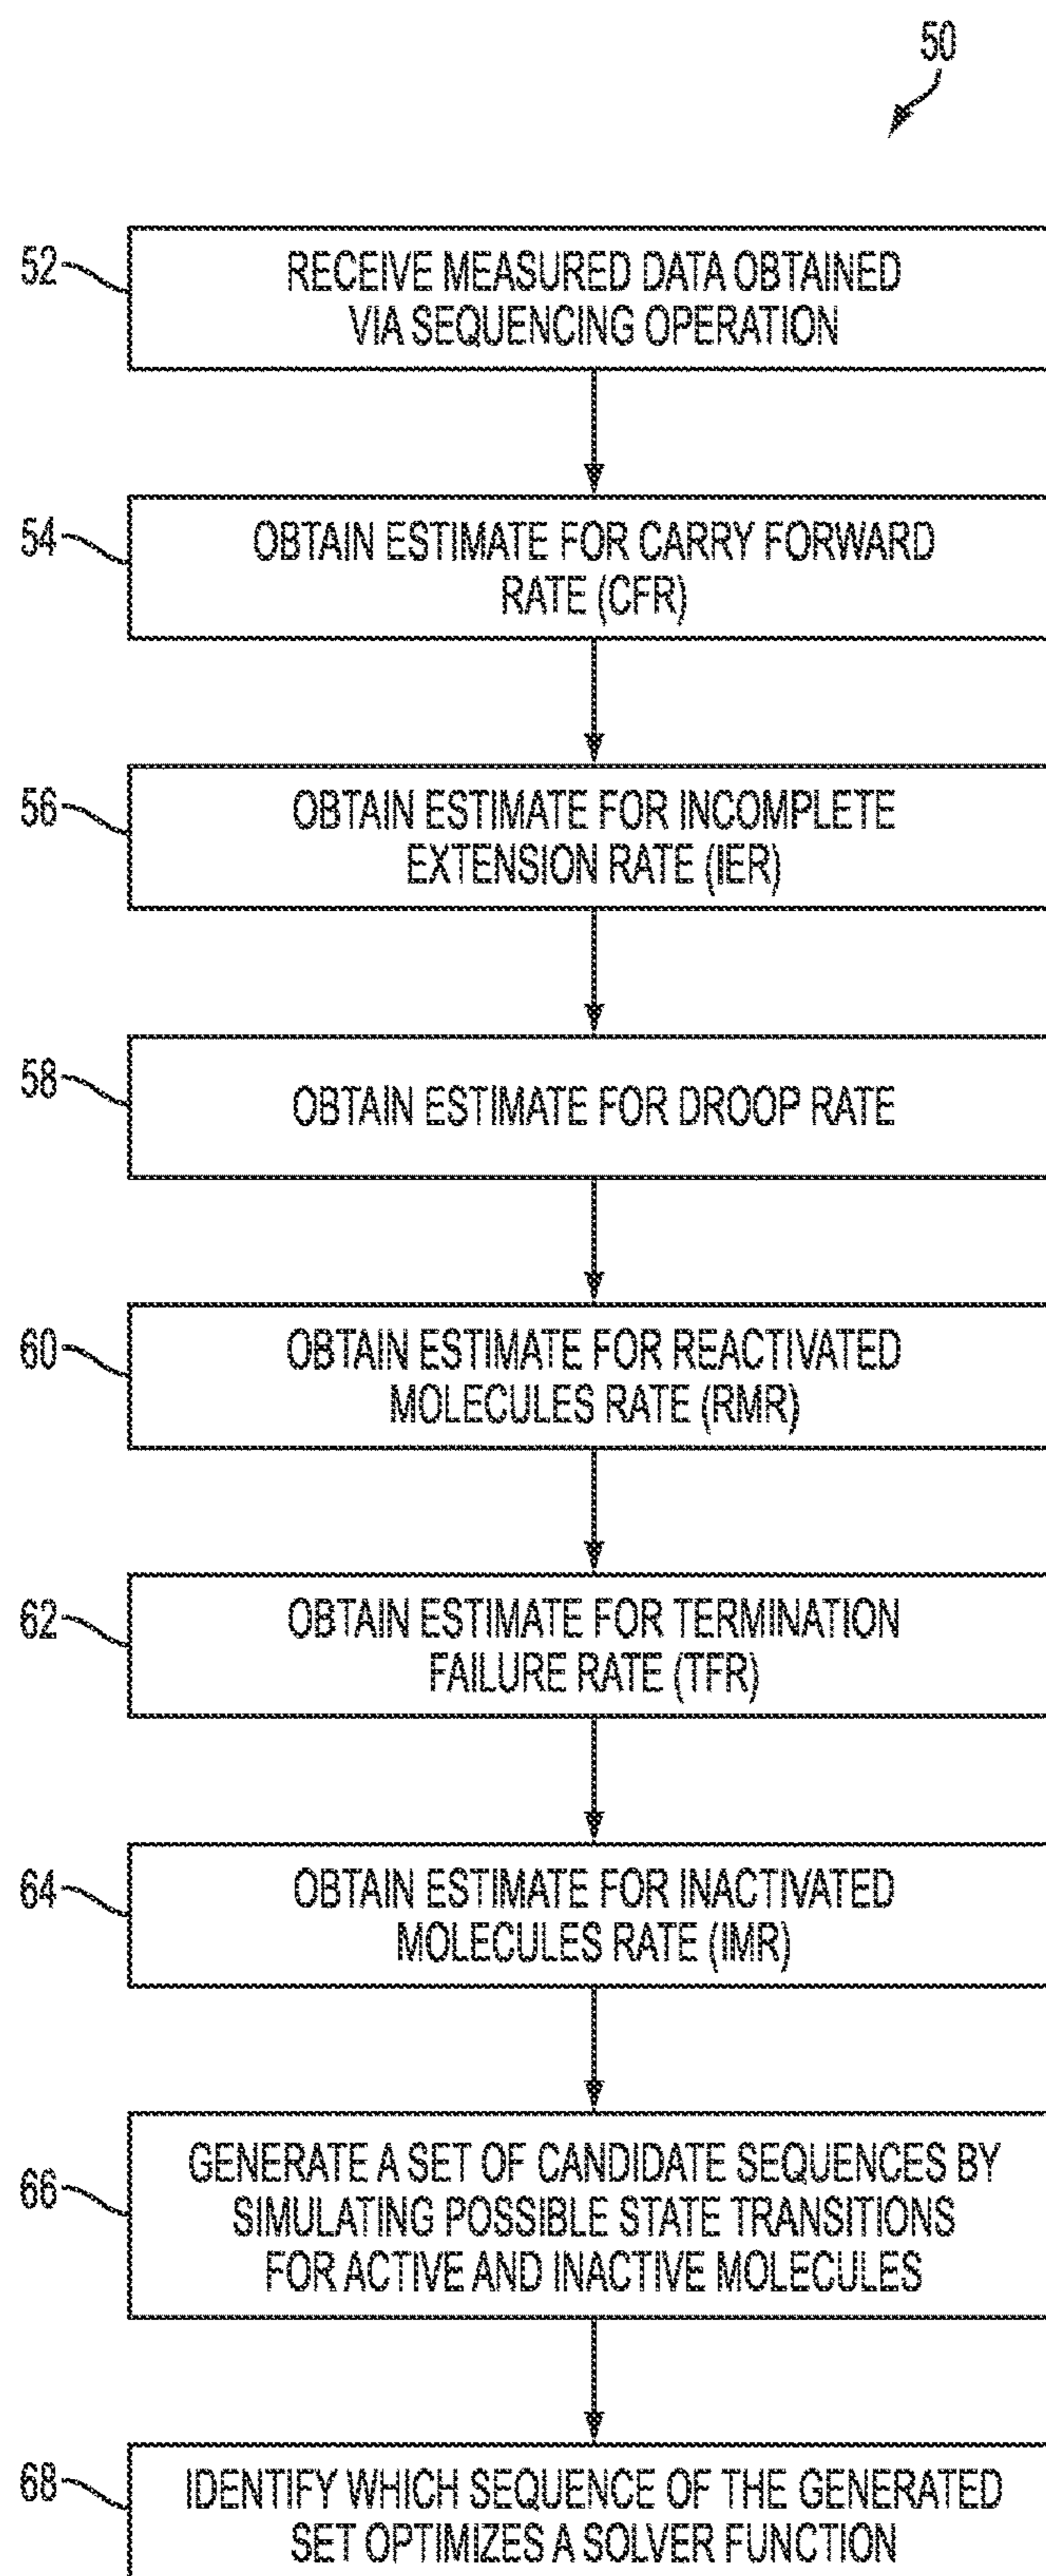 50
52
RECEIVE MEASURED DATA OBTAINED
VIA SEQUENCING OPERATION
54
OBTAIN ESTIMATE FOR CARRY FORWARD
RATE (CFR)
56
OBTAIN ESTIMATE FOR INCOMPLETE
EXTENSION RATE (IER)
58
OBTAIN ESTIMATE FOR DROOP RATE
60
OBTAIN ESTIMATE FOR REACTIVATED
MOLECULES RATE (RMR)
62
OBTAIN ESTIMATE FOR TERMINATION
FAILURE RATE (TFR)
64
OBTAIN ESTIMATE FOR INACTIVATED
MOLECULES RATE (IMR)
66
GENERATE A SET OF CANDIDATE SEQUENCES BY
SIMULATING POSSIBLE STATE TRANSITIONS
FOR ACTIVE AND INACTIVE MOLECULES
68
IDENTIFY WHICH SEQUENCE OF THE GENERATED
SET OPTIMIZES A SOLVER FUNCTION